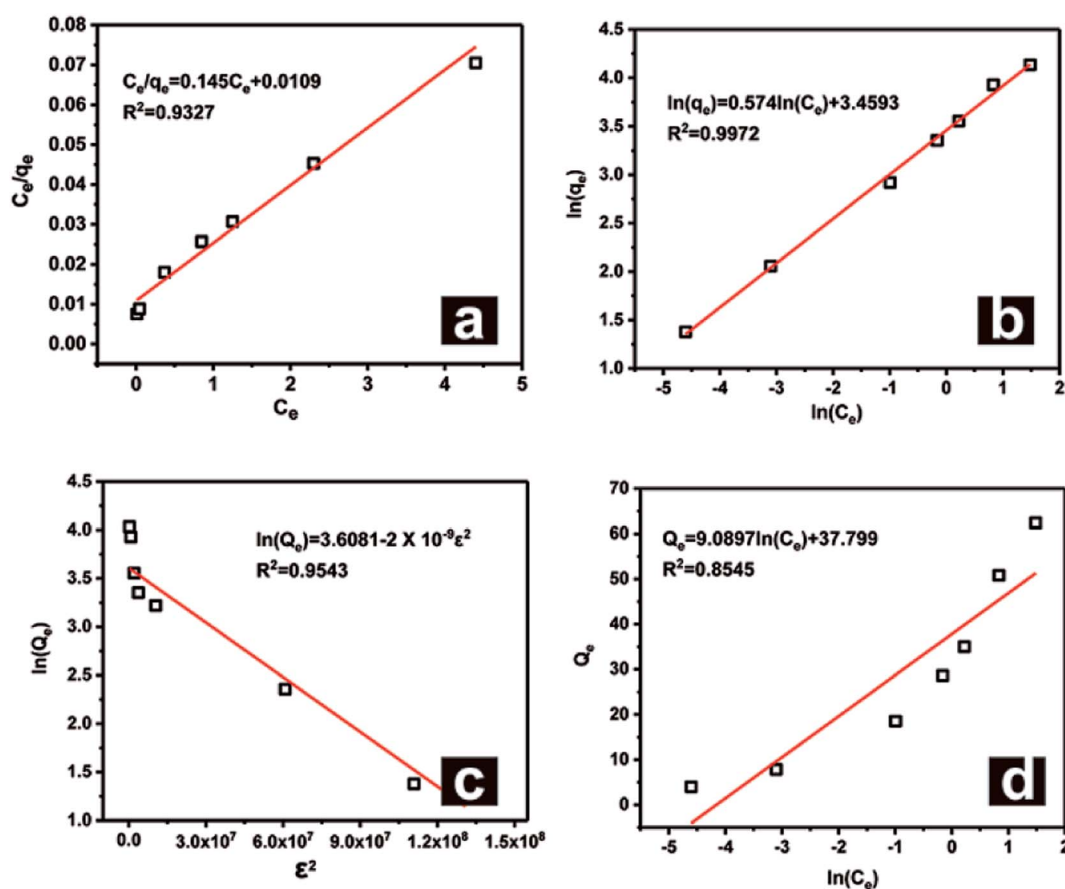 0.08
0.07
0.06
0.05
0.04
0.03
0.02
0.01
0.00
Cₑ/qₑ
Cₑ/qₑ=0.145Cₑ+0.0109
R²=0.9327
a
0 1 2 3 4 5
Cₑ
4.5
4.0
3.5
3.0
2.5
2.0
1.5
1.0
ln(qₑ)
ln(qₑ)=0.574ln(Cₑ)+3.4593
R²=0.9972
b
-5 -4 -3 -2 -1 0 1 2
ln(Cₑ)
4.5
4.0
3.5
3.0
2.5
2.0
1.5
1.0
ln(Qₑ)
ln(Qₑ)=3.6081-2 X 10⁻⁹ε²
R²=0.9543
c
0.0 3.0x10⁷ 6.0x10⁷ 9.0x10⁷ 1.2x10⁸ 1.5x10⁸
ε²
70
60
50
40
30
20
10
0
Qₑ
Qₑ=9.0897ln(Cₑ)+37.799
R²=0.8545
d
-5 -4 -3 -2 -1 0 1 2
ln(Cₑ)